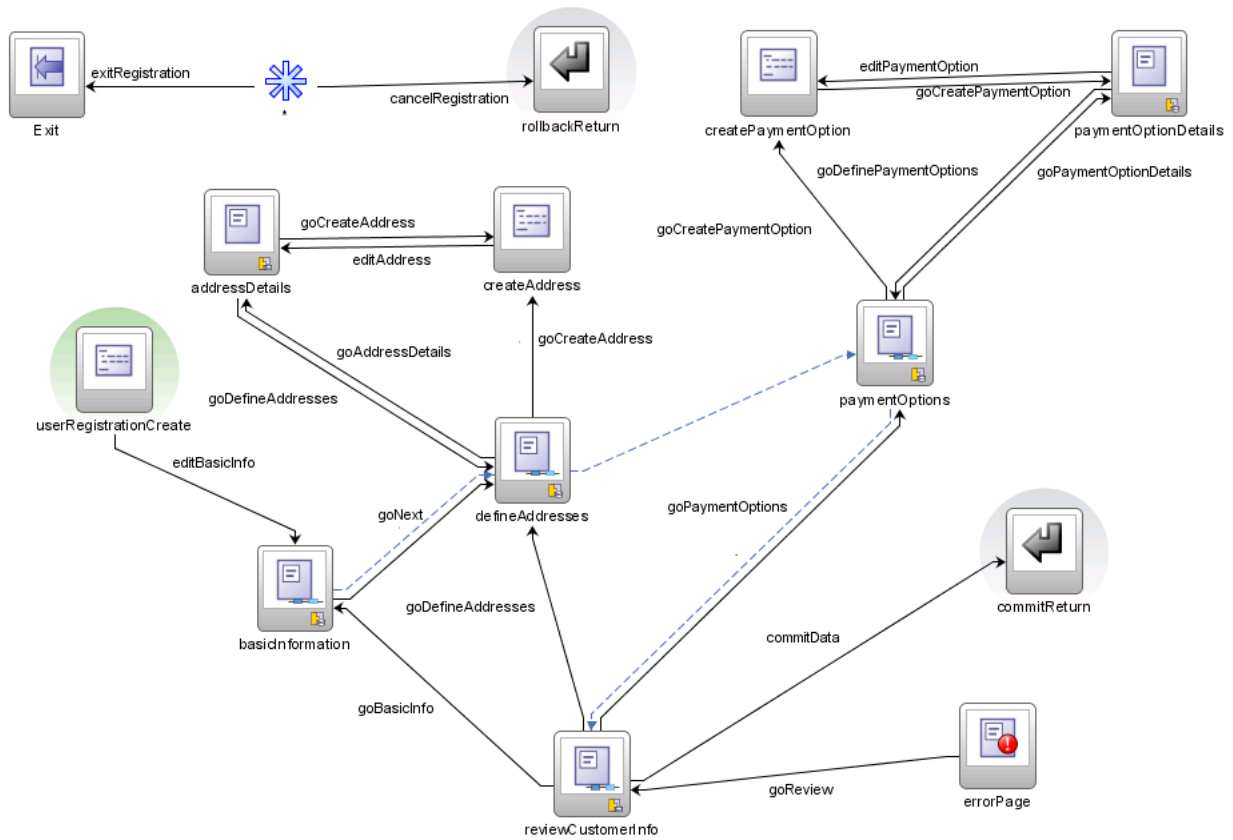 editPaymentOption
exitRegistration
goCreatePaymentOption
cancelRegistration
*
Exit
rollbackReturn
createPaymentOption
paymentOptionDetails
goDefinePaymentOptions
goPaymentOptionDetails
goCreateAddress
goCreatePaymentOption
editAddress
addressDetails
createAddress
goCreateAddress
goAddressDetails
goDefineAddresses
paymentOptions
userRegistrationCreate
editBasicInfo
goNext
defineAddresses
goPaymentOptions
goDefineAddresses
commitReturn
basicInformation
commitData
goBasicInfo
goReview
errorPage
reviewCustomerInfo